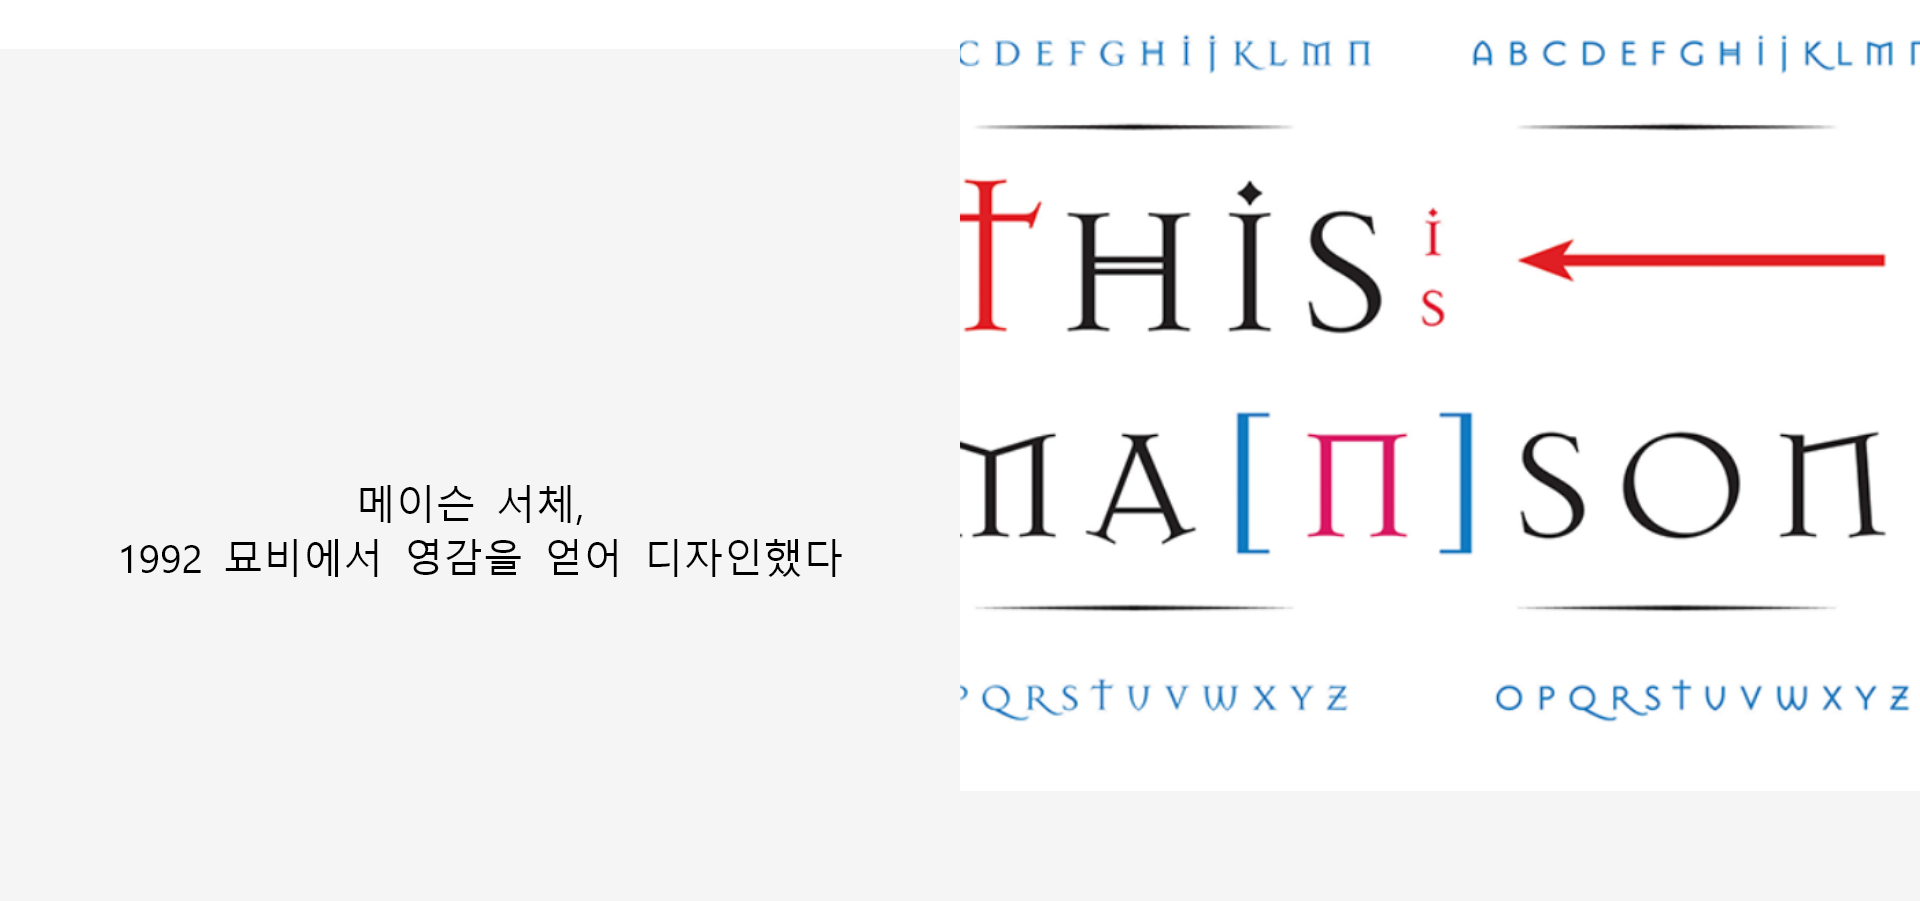 메이슨 서체,
1992 묘비에서 영감을 얻어 디자인했다
C D E F G H i j K L M N
A B C D E F G H i j K L M
THiS
i
S
MA[N]SON
P Q R S T U V W X Y Z
O P Q R S T U V W X Y Z